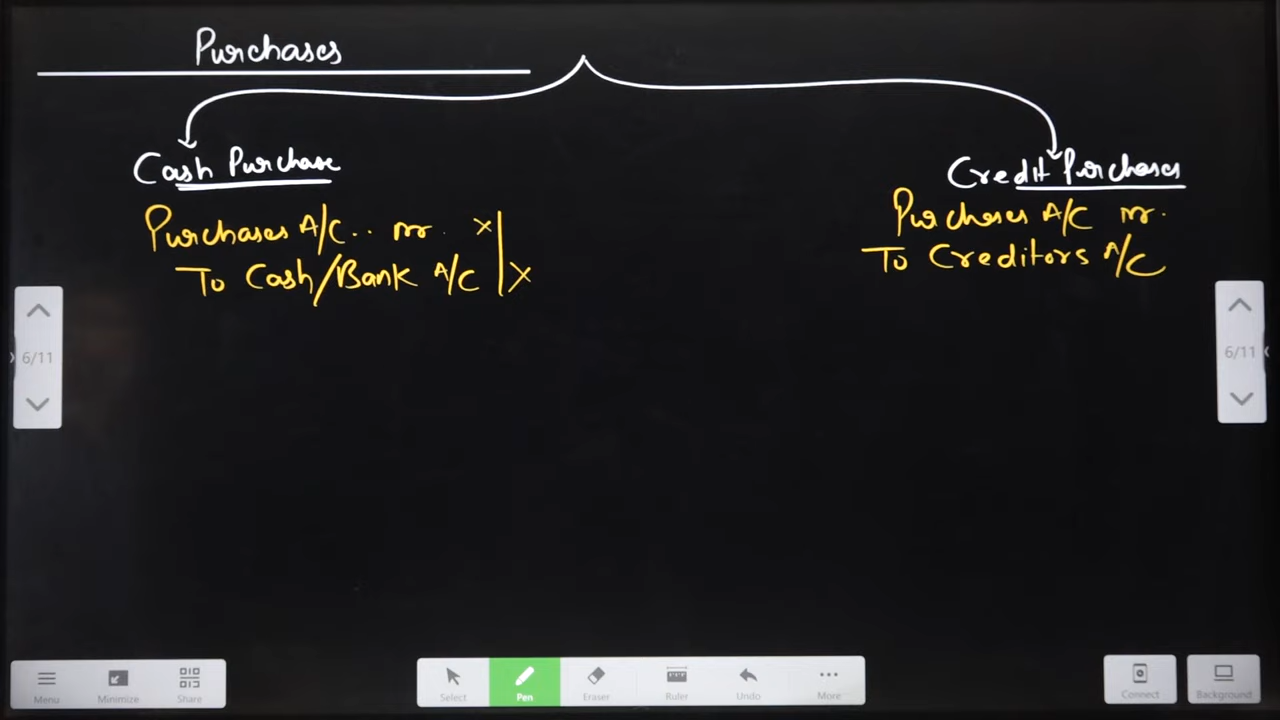 Purchases
Cash Purchase
Purchases A/C.. Dr. x
To Cash/Bank A/C x
Credit Purchases
Purchases A/C Dr.
To Creditors A/C
6/11
6/11
Menu
Minimize
Share
Select
Pen
Eraser
Ruler
Undo
More
Connect
Background